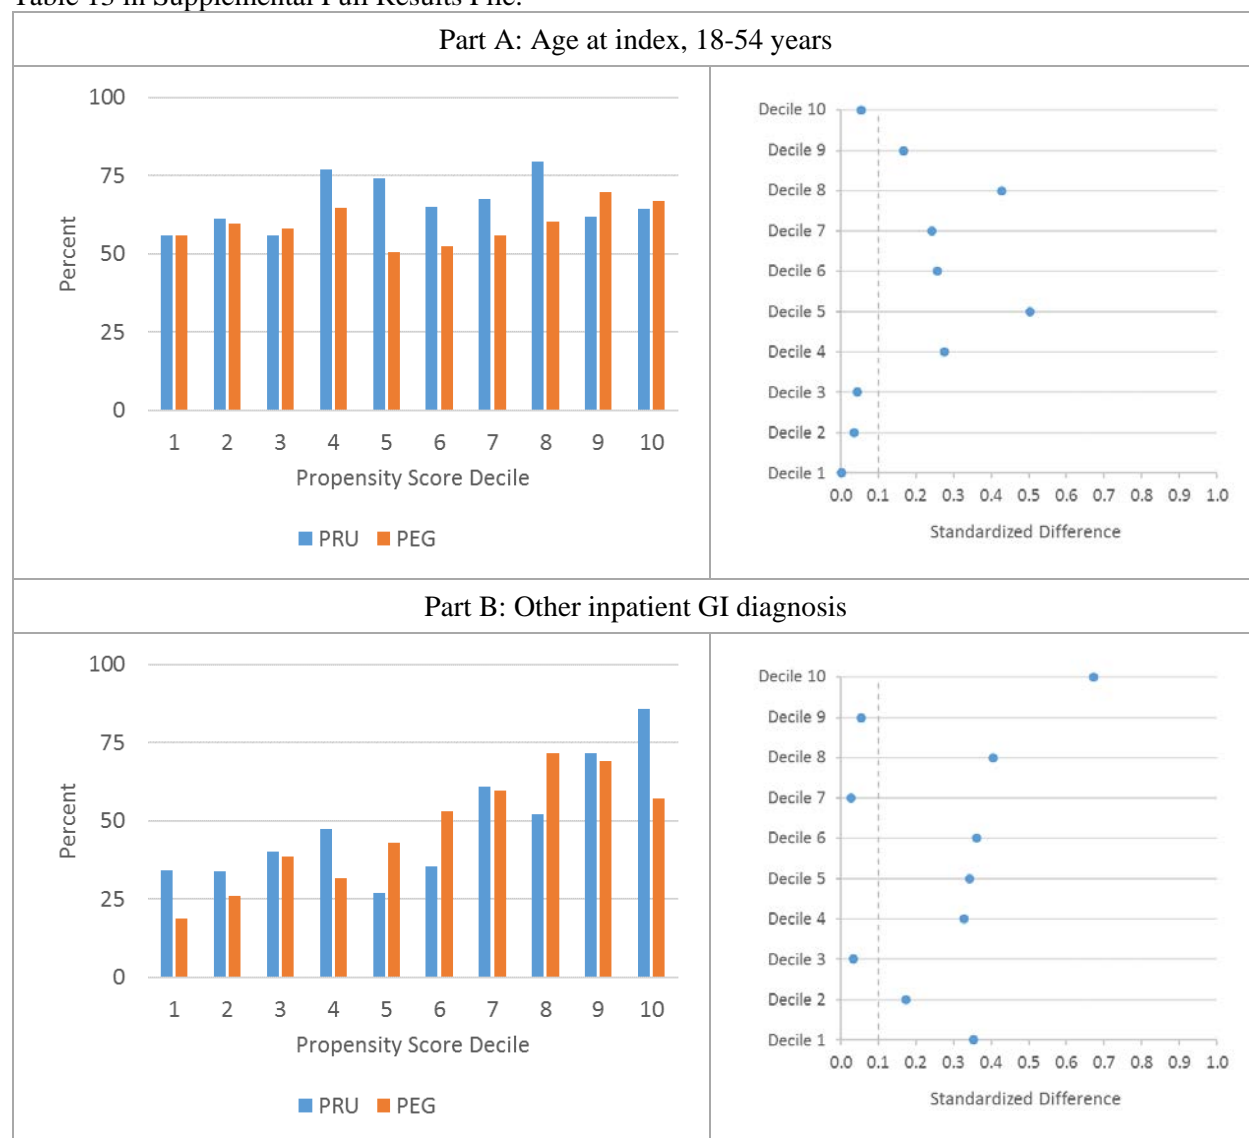 Table 13 in Supplemental Full Results File.
Part A: Age at index, 18-54 years
100
75
50
25
0
Percent
1 2 3 4 5 6 7 8 9 10
Propensity Score Decile
PRU PEG
Decile 10
Decile 9
Decile 8
Decile 7
Decile 6
Decile 5
Decile 4
Decile 3
Decile 2
Decile 1
0.0 0.1 0.2 0.3 0.4 0.5 0.6 0.7 0.8 0.9 1.0
Standardized Difference
Part B: Other inpatient GI diagnosis
100
75
50
25
0
Percent
1 2 3 4 5 6 7 8 9 10
Propensity Score Decile
PRU PEG
Decile 10
Decile 9
Decile 8
Decile 7
Decile 6
Decile 5
Decile 4
Decile 3
Decile 2
Decile 1
0.0 0.1 0.2 0.3 0.4 0.5 0.6 0.7 0.8 0.9 1.0
Standardized Difference